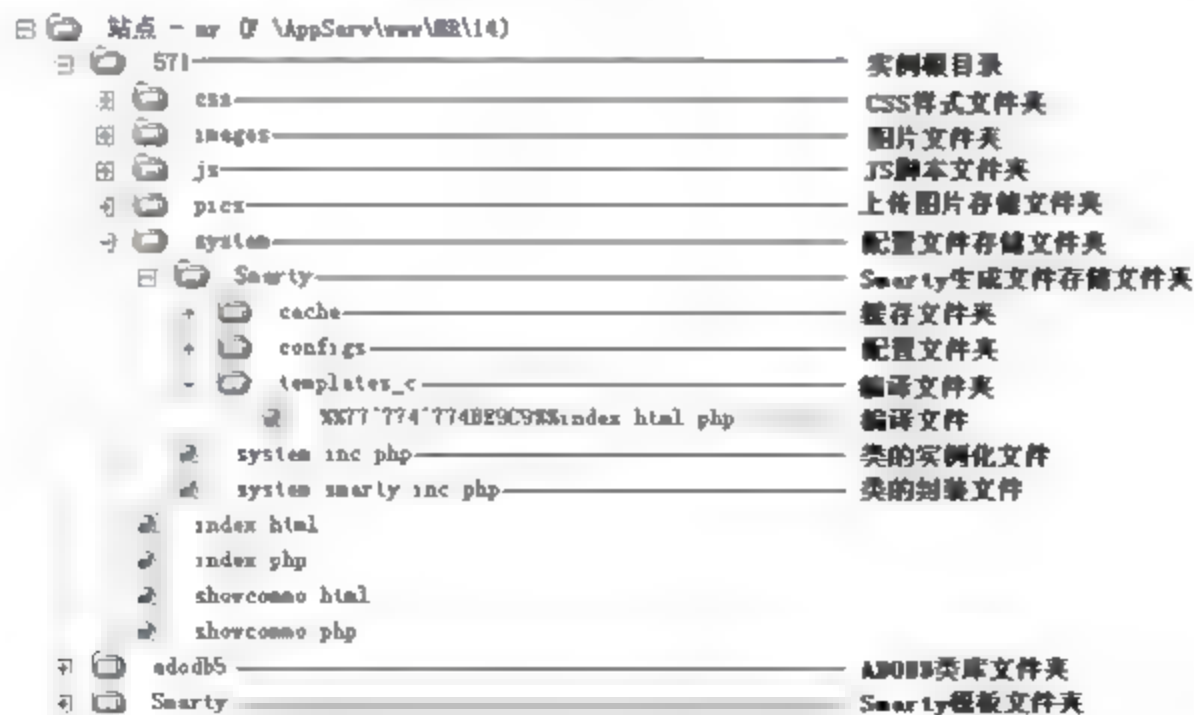 站点 - mr (F \AppServ\www\MR\14)
571 实例根目录
css CSS样式文件夹
images 图片文件夹
js JS脚本文件夹
pics 上传图片存储文件夹
system 配置文件存储文件夹
Smarty Smarty生成文件存储文件夹
cache 缓存文件夹
configs 配置文件夹
templates_c 编译文件夹
%%77^774^774BE9C9%%index html php 编译文件
system inc php 类的实例化文件
system smarty inc php 类的封装文件
index html
index php
showcommo html
showcommo php
adodb5 ADODB类库文件夹
Smarty Smarty模板文件夹